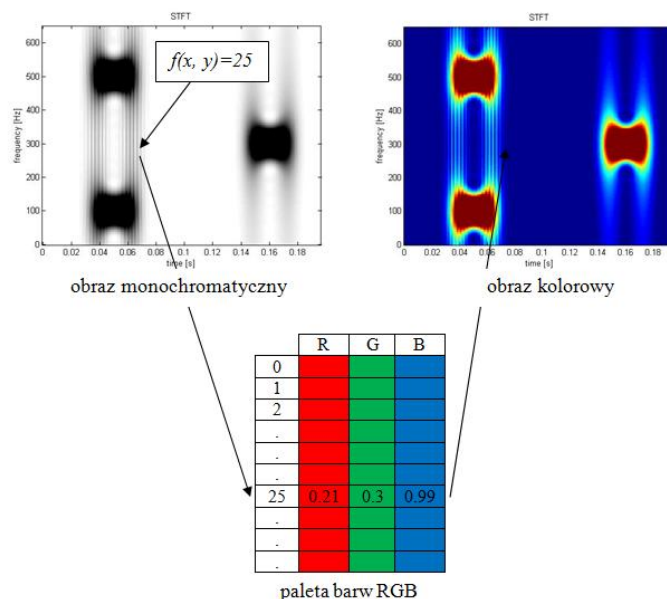 STFT
600
500
400
300
200
100
0
frequency [Hz]
0 0.02 0.04 0.06 0.08 0.1 0.12 0.14 0.16 0.18
time [s]
f(x, y)=25
obraz monochromatyczny
STFT
600
500
400
300
200
100
0
frequency [Hz]
0 0.02 0.04 0.06 0.08 0.1 0.12 0.14 0.16 0.18
time [s]
obraz kolorowy
R G B
0
1
2
.
.
.
25 0.21 0.3 0.99
.
.
.
paleta barw RGB